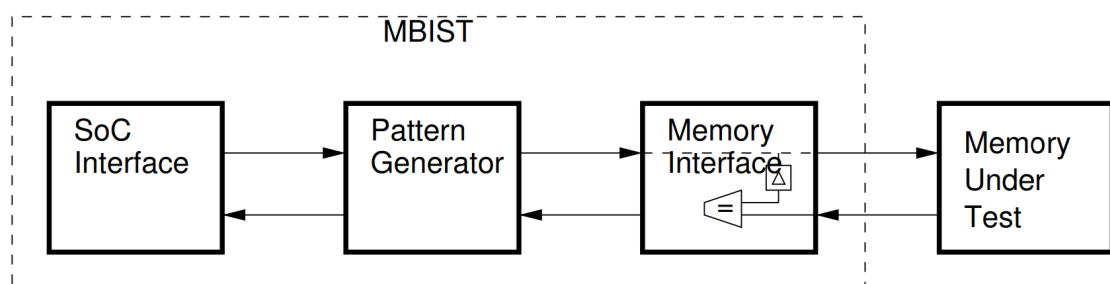 MBIST
SoC
Interface
Pattern
Generator
Memory
Interface
=
Memory
Under
Test